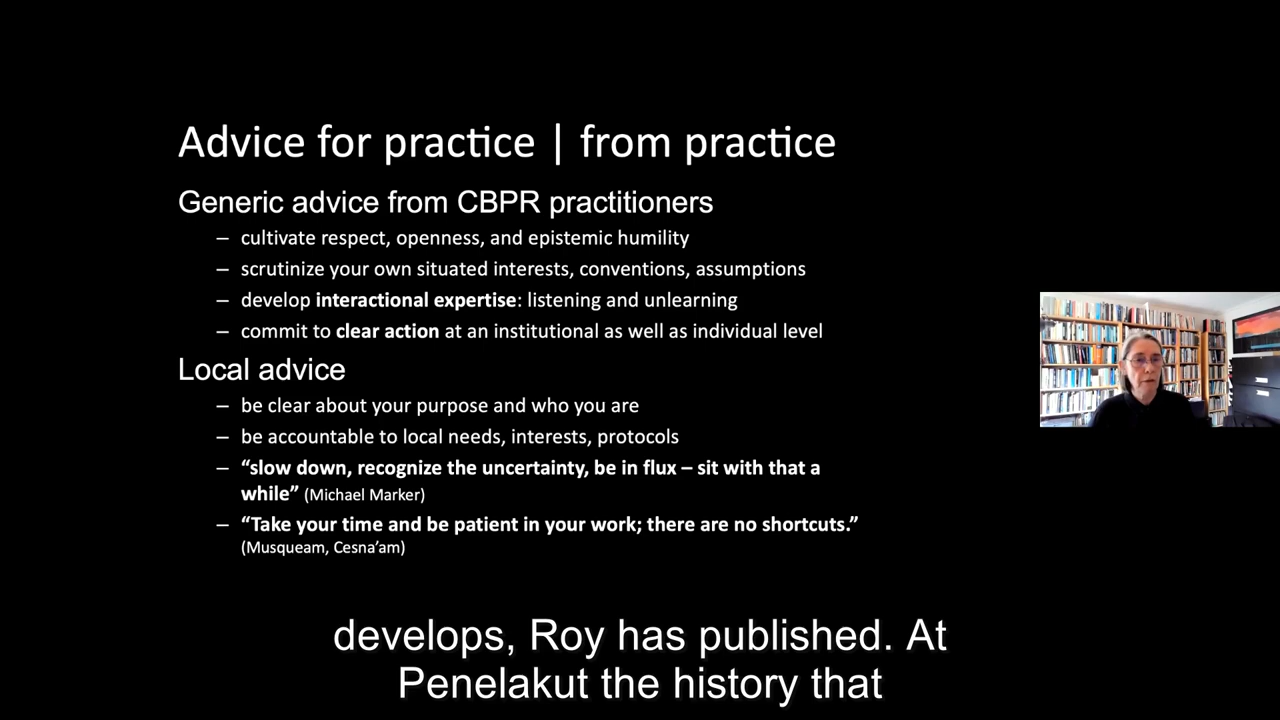 Advice for practice | from practice
Generic advice from CBPR practitioners
– cultivate respect, openness, and epistemic humility
– scrutinize your own situated interests, conventions, assumptions
– develop interactional expertise: listening and unlearning
– commit to clear action at an institutional as well as individual level
Local advice
– be clear about your purpose and who you are
– be accountable to local needs, interests, protocols
– “slow down, recognize the uncertainty, be in flux – sit with that a
while” (Michael Marker)
– “Take your time and be patient in your work; there are no shortcuts.”
(Musqueam, Cesna’am)
develops, Roy has published. At
Penelakut the history that